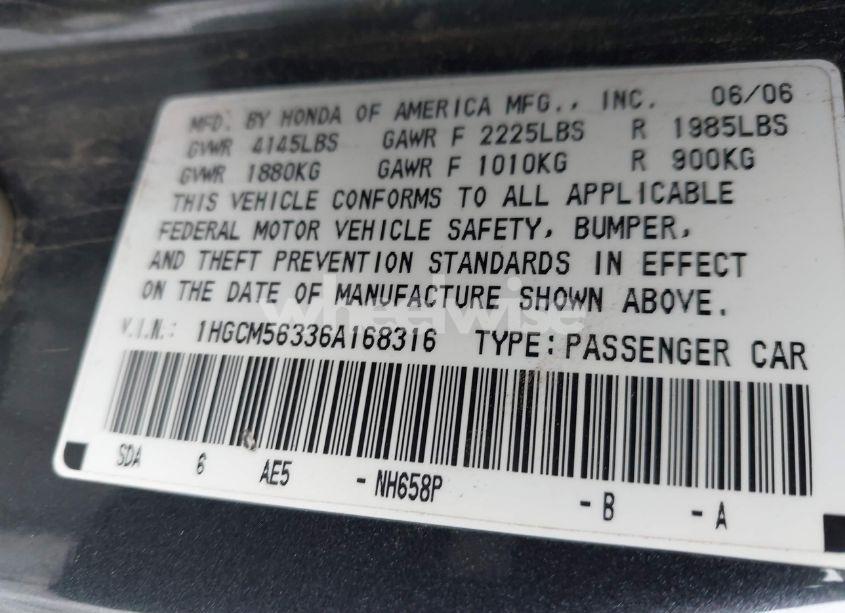 MFD. BY HONDA OF AMERICA MFG., INC. 06/06
GVWR 4145LBS GAWR F 2225LBS R 1985LBS
GVWR 1880KG GAWR F 1010KG R 900KG
THIS VEHICLE CONFORMS TO ALL APPLICABLE
FEDERAL MOTOR VEHICLE SAFETY, BUMPER,
AND THEFT PREVENTION STANDARDS IN EFFECT
ON THE DATE OF MANUFACTURE SHOWN ABOVE.
wheelwise
V.I.N.: 1HGCM56336A168316 TYPE: PASSENGER CAR
SDA 6 AE5 - NH658P - B - A